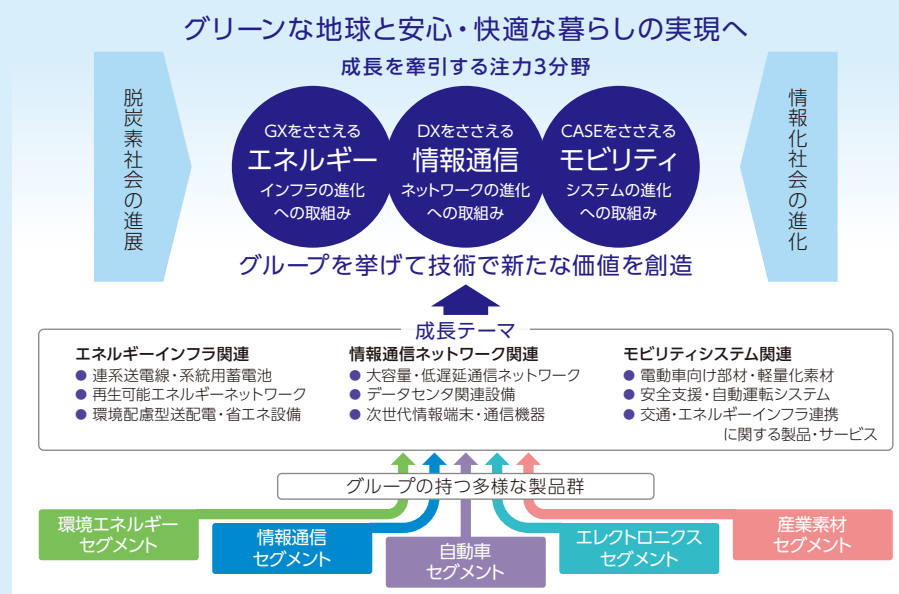 グリーンな地球と安心・快適な暮らしの実現へ
成長を牽引する注力3分野
脱炭素社会の進展
GXをささえる
エネルギー
インフラの進化
への取組み
DXをささえる
情報通信
ネットワークの進化
への取組み
CASEをささえる
モビリティ
システムの進化
への取組み
情報化社会の進化
グループを挙げて技術で新たな価値を創造
成長テーマ
エネルギーインフラ関連
● 連系送電線・系統用蓄電池
● 再生可能エネルギーネットワーク
● 環境配慮型送配電・省エネ設備
情報通信ネットワーク関連
● 大容量・低遅延通信ネットワーク
● データセンタ関連設備
● 次世代情報端末・通信機器
モビリティシステム関連
● 電動車向け部材・軽量化素材
● 安全支援・自動運転システム
● 交通・エネルギーインフラ連携
に関する製品・サービス
グループの持つ多様な製品群
環境エネルギー
セグメント
情報通信
セグメント
自動車
セグメント
エレクトロニクス
セグメント
産業素材
セグメント